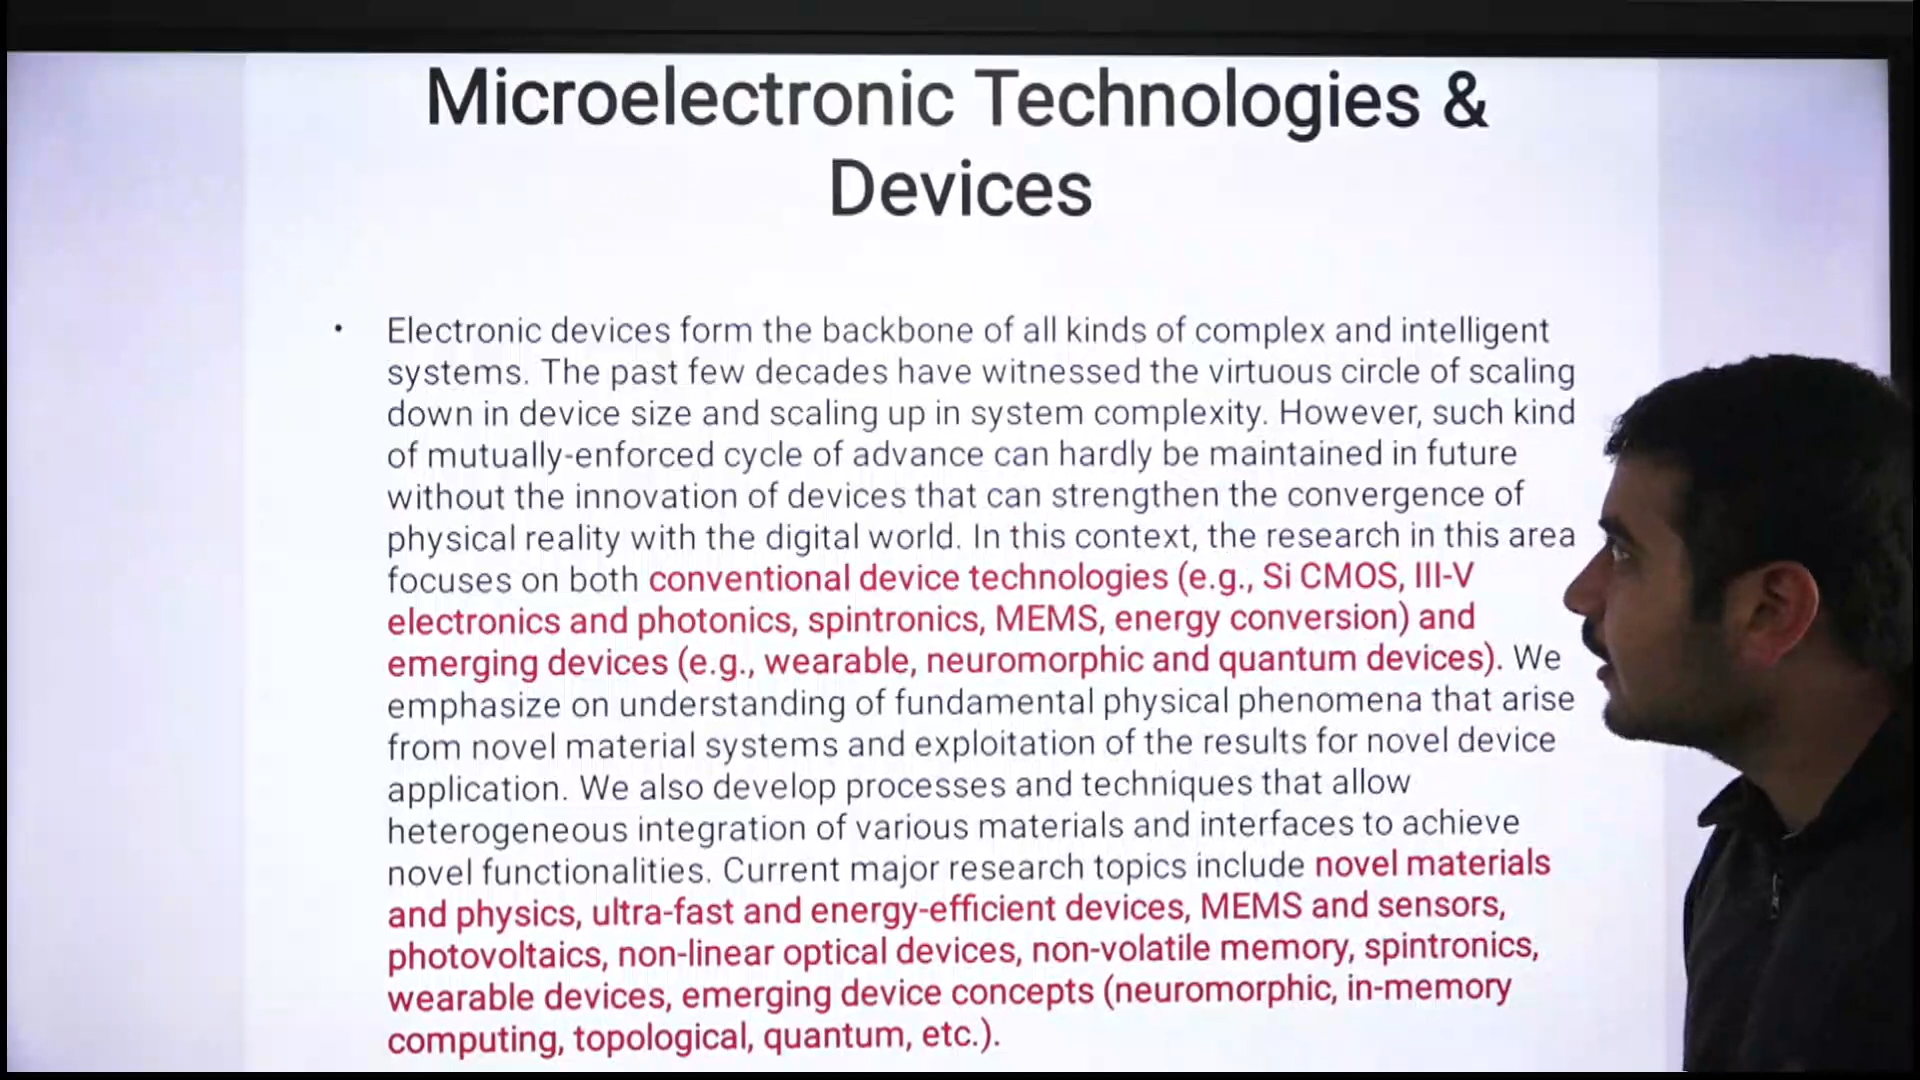 Microelectronic Technologies &
Devices
• Electronic devices form the backbone of all kinds of complex and intelligent
systems. The past few decades have witnessed the virtuous circle of scaling
down in device size and scaling up in system complexity. However, such kind
of mutually-enforced cycle of advance can hardly be maintained in future
without the innovation of devices that can strengthen the convergence of
physical reality with the digital world. In this context, the research in this area
focuses on both conventional device technologies (e.g., Si CMOS, III-V
electronics and photonics, spintronics, MEMS, energy conversion) and
emerging devices (e.g., wearable, neuromorphic and quantum devices). We
emphasize on understanding of fundamental physical phenomena that arise
from novel material systems and exploitation of the results for novel device
application. We also develop processes and techniques that allow
heterogeneous integration of various materials and interfaces to achieve
novel functionalities. Current major research topics include novel materials
and physics, ultra-fast and energy-efficient devices, MEMS and sensors,
photovoltaics, non-linear optical devices, non-volatile memory, spintronics,
wearable devices, emerging device concepts (neuromorphic, in-memory
computing, topological, quantum, etc.).